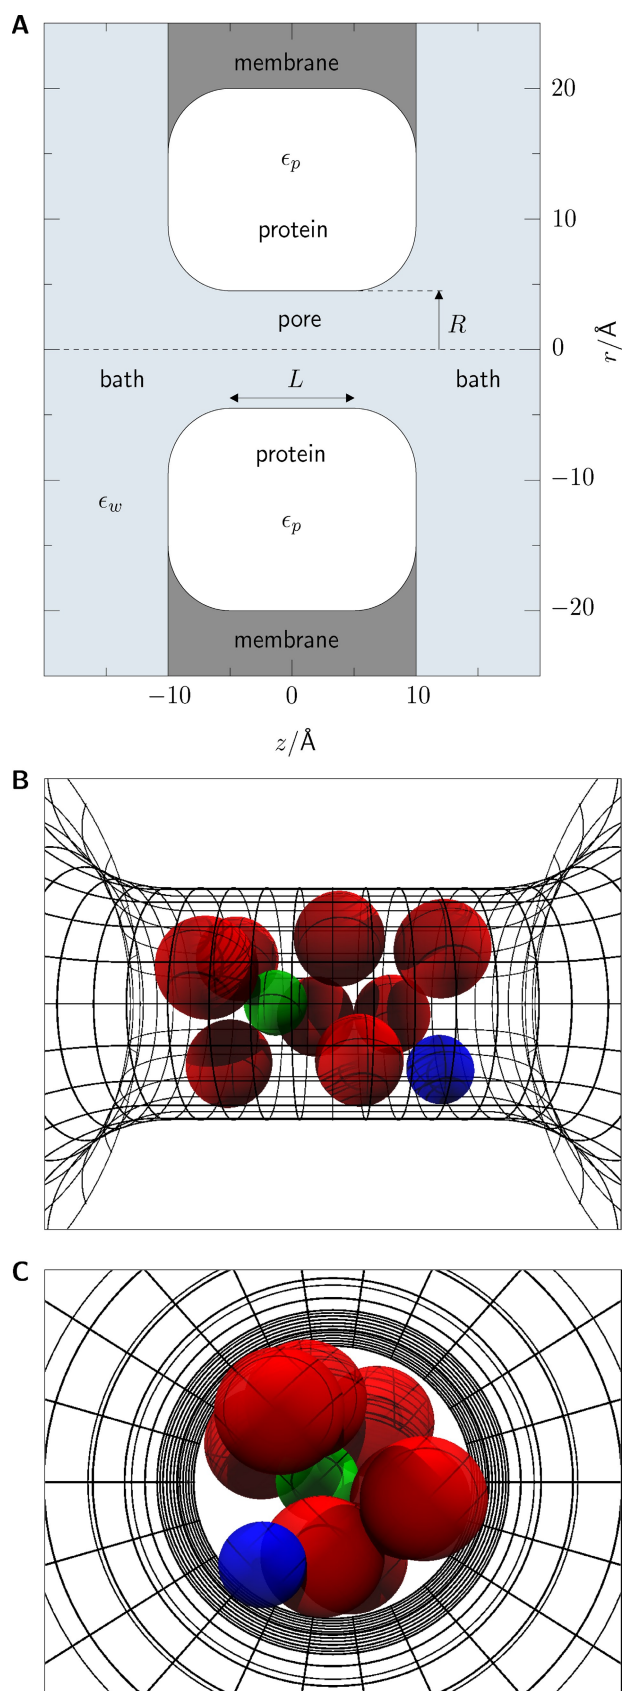 A
membrane
20
ϵp
protein
10
pore
R
0
r/Å
bath
L
bath
protein
−10
ϵw
ϵp
−20
membrane
−10
0
10
z/Å
B
C